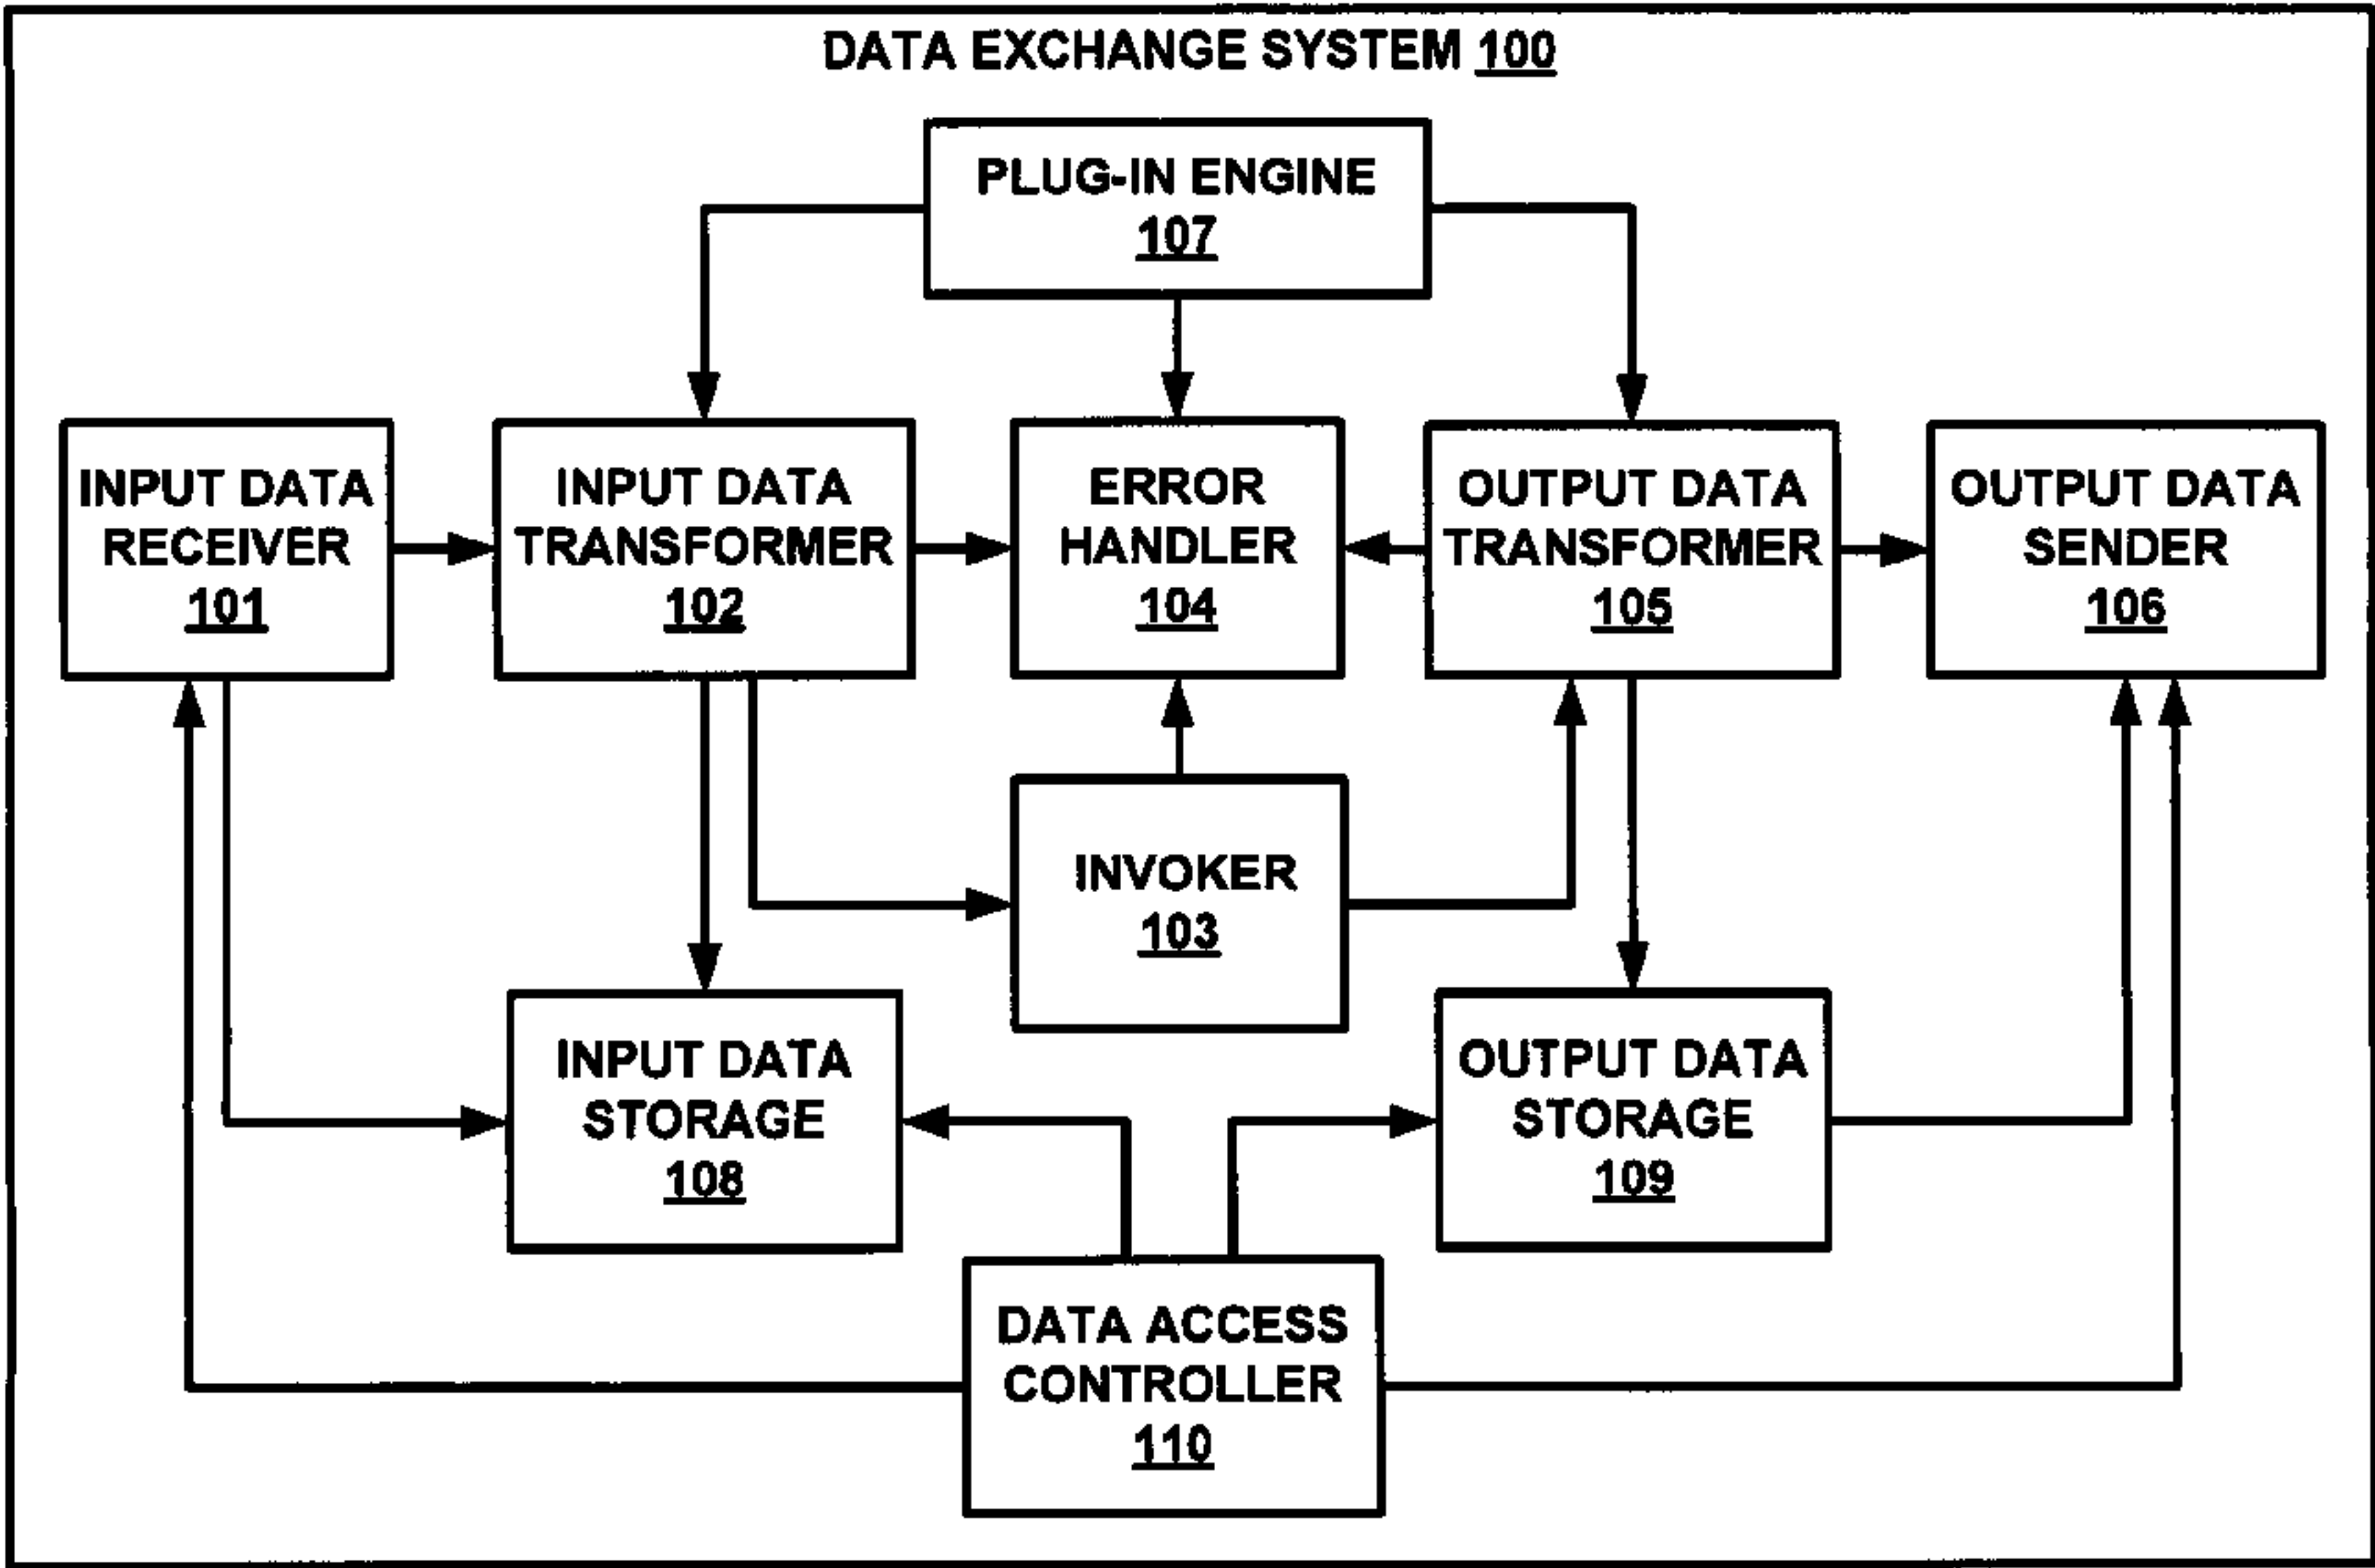 DATA EXCHANGE SYSTEM 100
PLUG-IN ENGINE
107
INPUT DATA
RECEIVER
101
INPUT DATA
TRANSFORMER
102
ERROR
HANDLER
104
OUTPUT DATA
TRANSFORMER
105
OUTPUT DATA
SENDER
106
INVOKER
103
INPUT DATA
STORAGE
108
OUTPUT DATA
STORAGE
109
DATA ACCESS
CONTROLLER
110